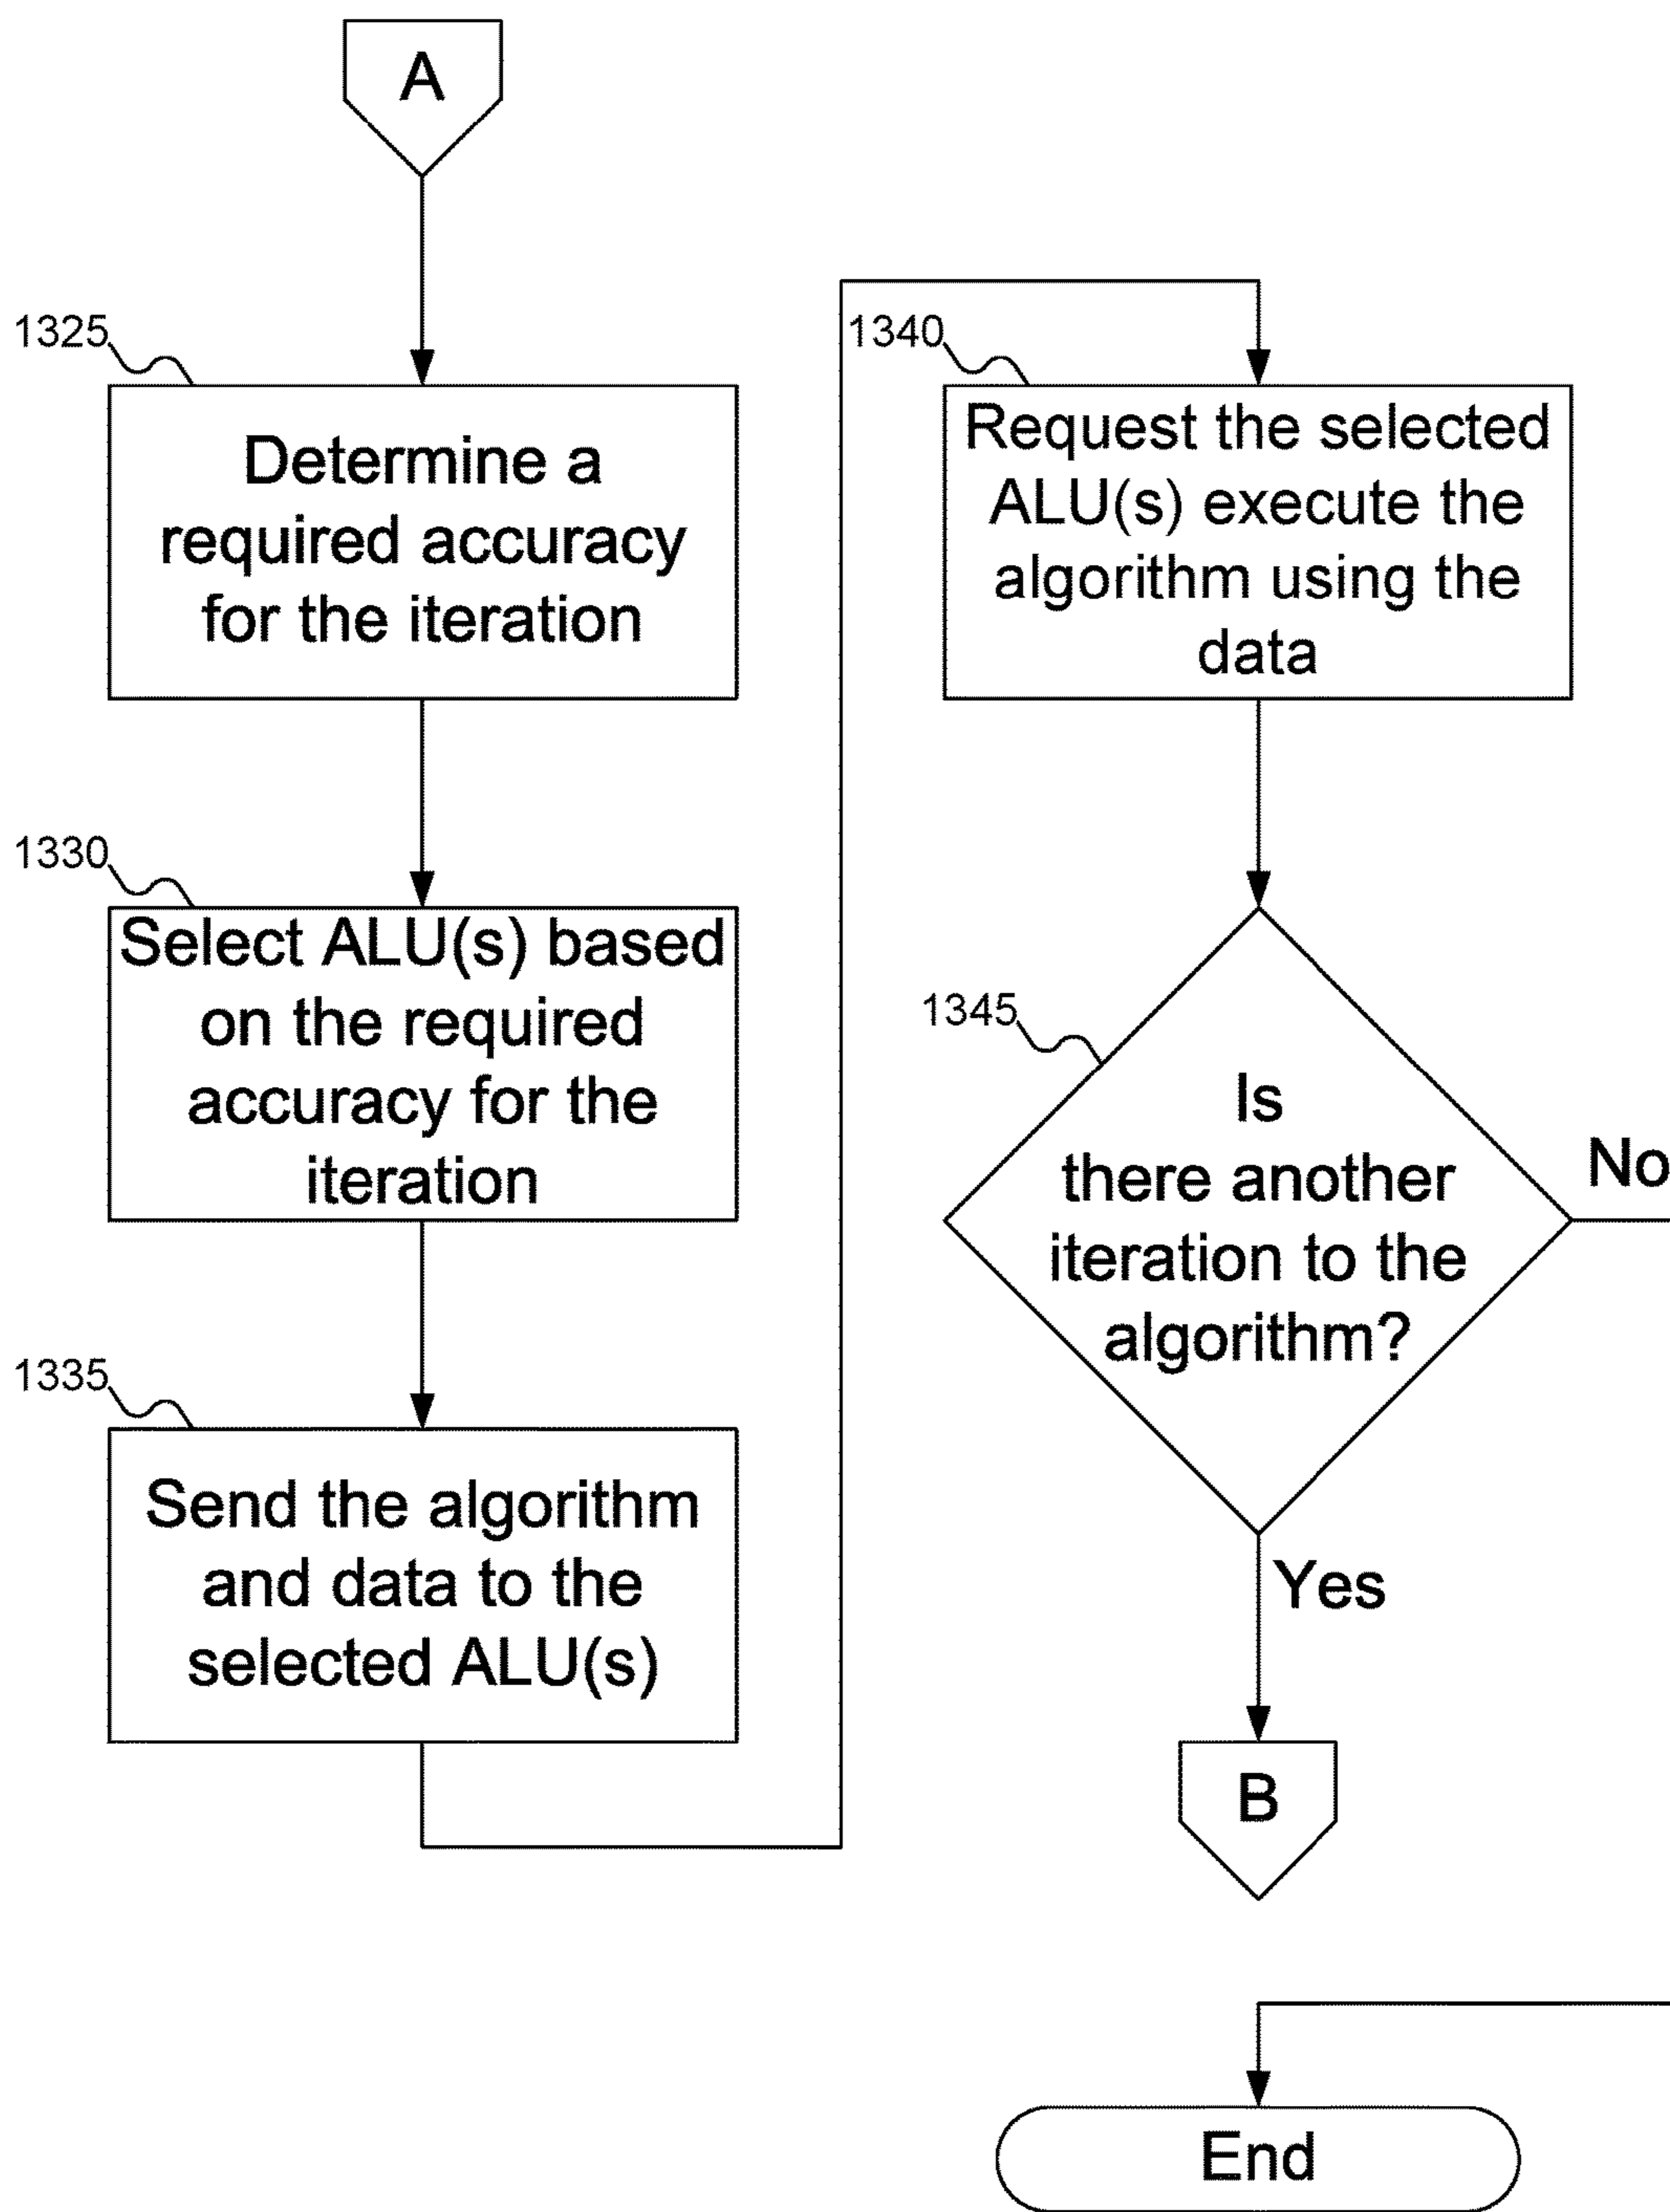 A
1325
Determine a
required accuracy
for the iteration
1330
Select ALU(s) based
on the required
accuracy for the
iteration
1335
Send the algorithm
and data to the
selected ALU(s)
1340
Request the selected
ALU(s) execute the
algorithm using the
data
1345
Is
there another
iteration to the
algorithm?
No
Yes
B
End